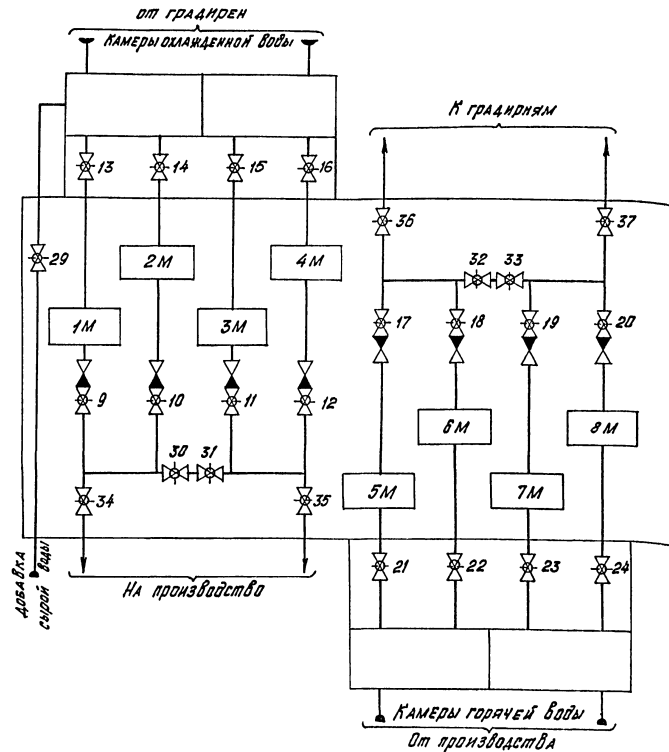 от градирен
Камеры охлажденной воды
К градирням
13 14 15 16
36 37
29
32 33
2М 4М
1М 3М
17 18 19 20
9 10 11 12
6М 8М
30 31
5М 7М
34 35
21 22 23 24
На производство
Добавка
сырой воды
Камеры горячей воды
От производства